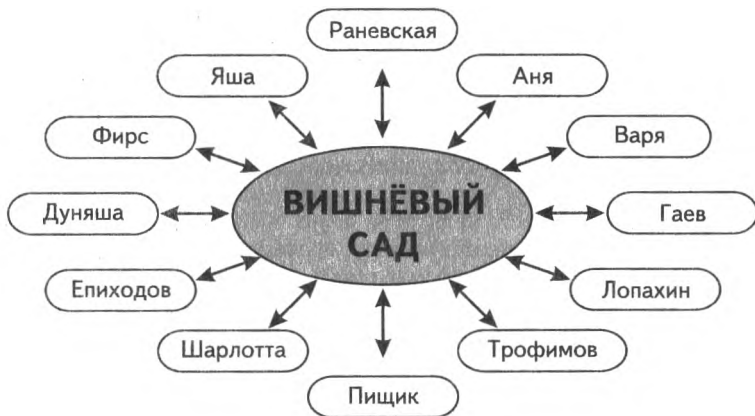 Раневская
Яша
Аня
Фирс
Варя
Дуняша
ВИШНЁВЫЙ
САД
Гаев
Епиходов
Лопахин
Шарлотта
Трофимов
Пищик